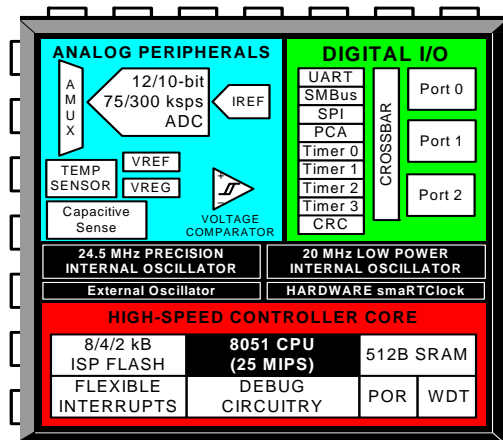 ANALOG PERIPHERALS
AMUX
12/10-bit
75/300 ksps
ADC
IREF
TEMP
SENSOR
VREF
VREG
Capacitive
Sense
+
–
VOLTAGE
COMPARATOR
DIGITAL I/O
UART
SMBus
SPI
PCA
Timer 0
Timer 1
Timer 2
Timer 3
CRC
CROSSBAR
Port 0
Port 1
Port 2
24.5 MHz PRECISION
INTERNAL OSCILLATOR
20 MHz LOW POWER
INTERNAL OSCILLATOR
External Oscillator
HARDWARE smaRTClock
HIGH-SPEED CONTROLLER CORE
8/4/2 kB
ISP FLASH
8051 CPU
(25 MIPS)
512B SRAM
FLEXIBLE
INTERRUPTS
DEBUG
CIRCUITRY
POR
WDT